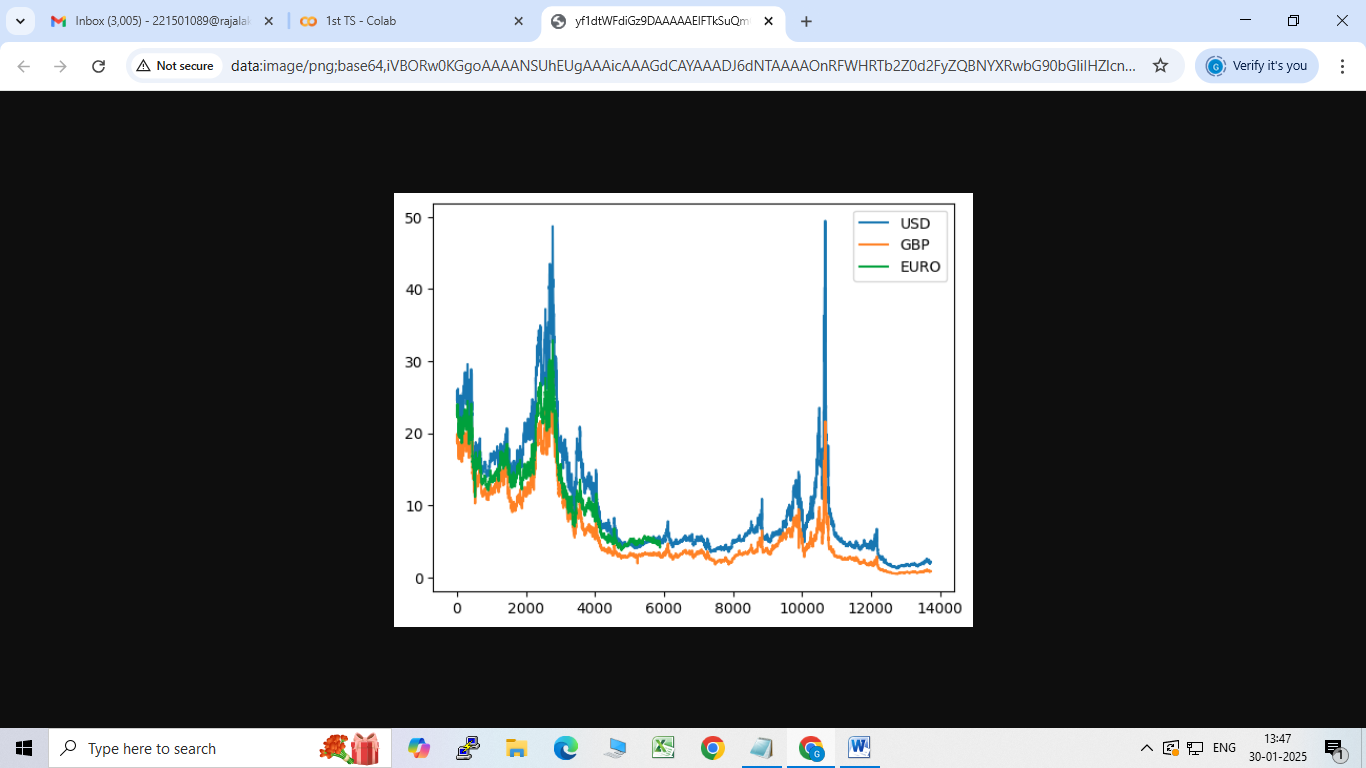 Inbox (3,005) - 221501089@rajalal
1st TS - Colab
yf1dtWFdiGz9DAAAAAElFTkSuQm
Not secure
data:image/png;base64,iVBORw0KGgoAAAANSUhEUgAAAicAAAGdCAYAAADJ6dNTAAAAOnRFWHRTb2Z0d2FyZQBNYXRwbG90bGliIHZlcn...
Verify it's you
50
40
30
20
10
0
USD
GBP
EURO
0 2000 4000 6000 8000 10000 12000 14000
Type here to search
ENG
13:47
30-01-2025
1